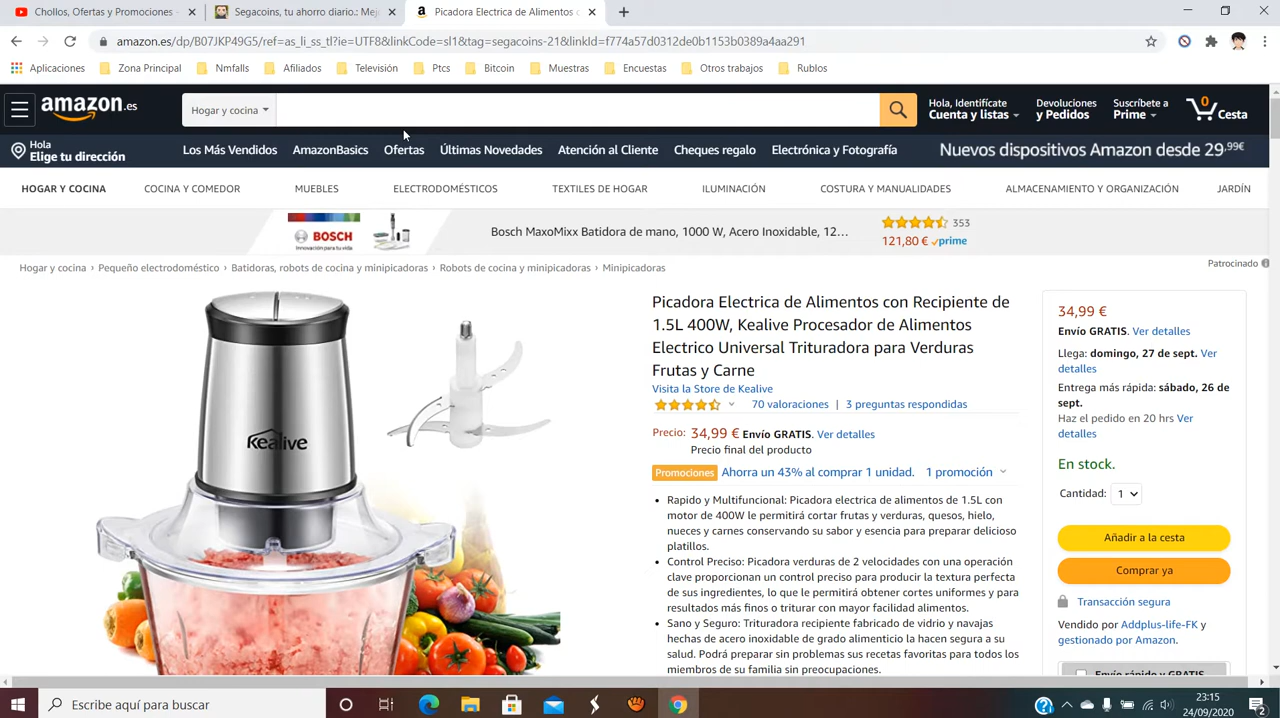 Chollos, Ofertas y Promociones
Segacoins, tu ahorro diario.: Mej
Picadora Electrica de Alimentos c
amazon.es/dp/B07JKP49G5/ref=as_li_ss_tl?ie=UTF8&linkCode=sl1&tag=segacoins-21&linkId=f774a57d0312de0b1153b0389a4aa291
Aplicaciones
Zona Principal
Nmfalls
Afiliados
Televisión
Ptcs
Bitcoin
Muestras
Encuestas
Otros trabajos
Rublos
amazon.es
Hogar y cocina
Hola, Identifícate
Cuenta y listas
Devoluciones
y Pedidos
Suscríbete a
Prime
0
Cesta
Hola
Elige tu dirección
Los Más Vendidos
AmazonBasics
Ofertas
Últimas Novedades
Atención al Cliente
Cheques regalo
Electrónica y Fotografía
Nuevos dispositivos Amazon desde 29,99€
HOGAR Y COCINA
COCINA Y COMEDOR
MUEBLES
ELECTRODOMÉSTICOS
TEXTILES DE HOGAR
ILUMINACIÓN
COSTURA Y MANUALIDADES
ALMACENAMIENTO Y ORGANIZACIÓN
JARDÍN
BOSCH
Innovación para tu vida
Bosch MaxoMixx Batidora de mano, 1000 W, Acero Inoxidable, 12...
353
121,80 € prime
Hogar y cocina › Pequeño electrodoméstico › Batidoras, robots de cocina y minipicadoras › Robots de cocina y minipicadoras › Minipicadoras
Patrocinado
Kealive
Picadora Electrica de Alimentos con Recipiente de
1.5L 400W, Kealive Procesador de Alimentos
Electrico Universal Trituradora para Verduras
Frutas y Carne
Visita la Store de Kealive
70 valoraciones | 3 preguntas respondidas
Precio: 34,99 € Envío GRATIS. Ver detalles
Precio final del producto
Promociones Ahorra un 43% al comprar 1 unidad. 1 promoción
• Rapido y Multifuncional: Picadora electrica de alimentos de 1.5L con
motor de 400W le permitirá cortar frutas y verduras, quesos, hielo,
nueces y carnes conservando su sabor y esencia para preparar delicioso
platillos.
• Control Preciso: Picadora verduras de 2 velocidades con una operación
clave proporcionan un control preciso para producir la textura perfecta
de sus ingredientes, lo que le permitirá obtener cortes uniformes y para
resultados más finos o triturar con mayor facilidad alimentos.
• Sano y Seguro: Trituradora recipiente fabricado de vidrio y navajas
hechas de acero inoxidable de grado alimenticio la hacen segura a su
salud. Podrá preparar sin problemas sus recetas favoritas para todos los
miembros de su familia sin preocupaciones.
34,99 €
Envío GRATIS. Ver detalles
Llega: domingo, 27 de sept. Ver
detalles
Entrega más rápida: sábado, 26 de
sept.
Haz el pedido en 20 hrs Ver
detalles
En stock.
Cantidad: 1
Añadir a la cesta
Comprar ya
Transacción segura
Vendido por Addplus-life-FK y
gestionado por Amazon.
Envío rápido y GRATIS
Escribe aquí para buscar
23:15
24/09/2020
2